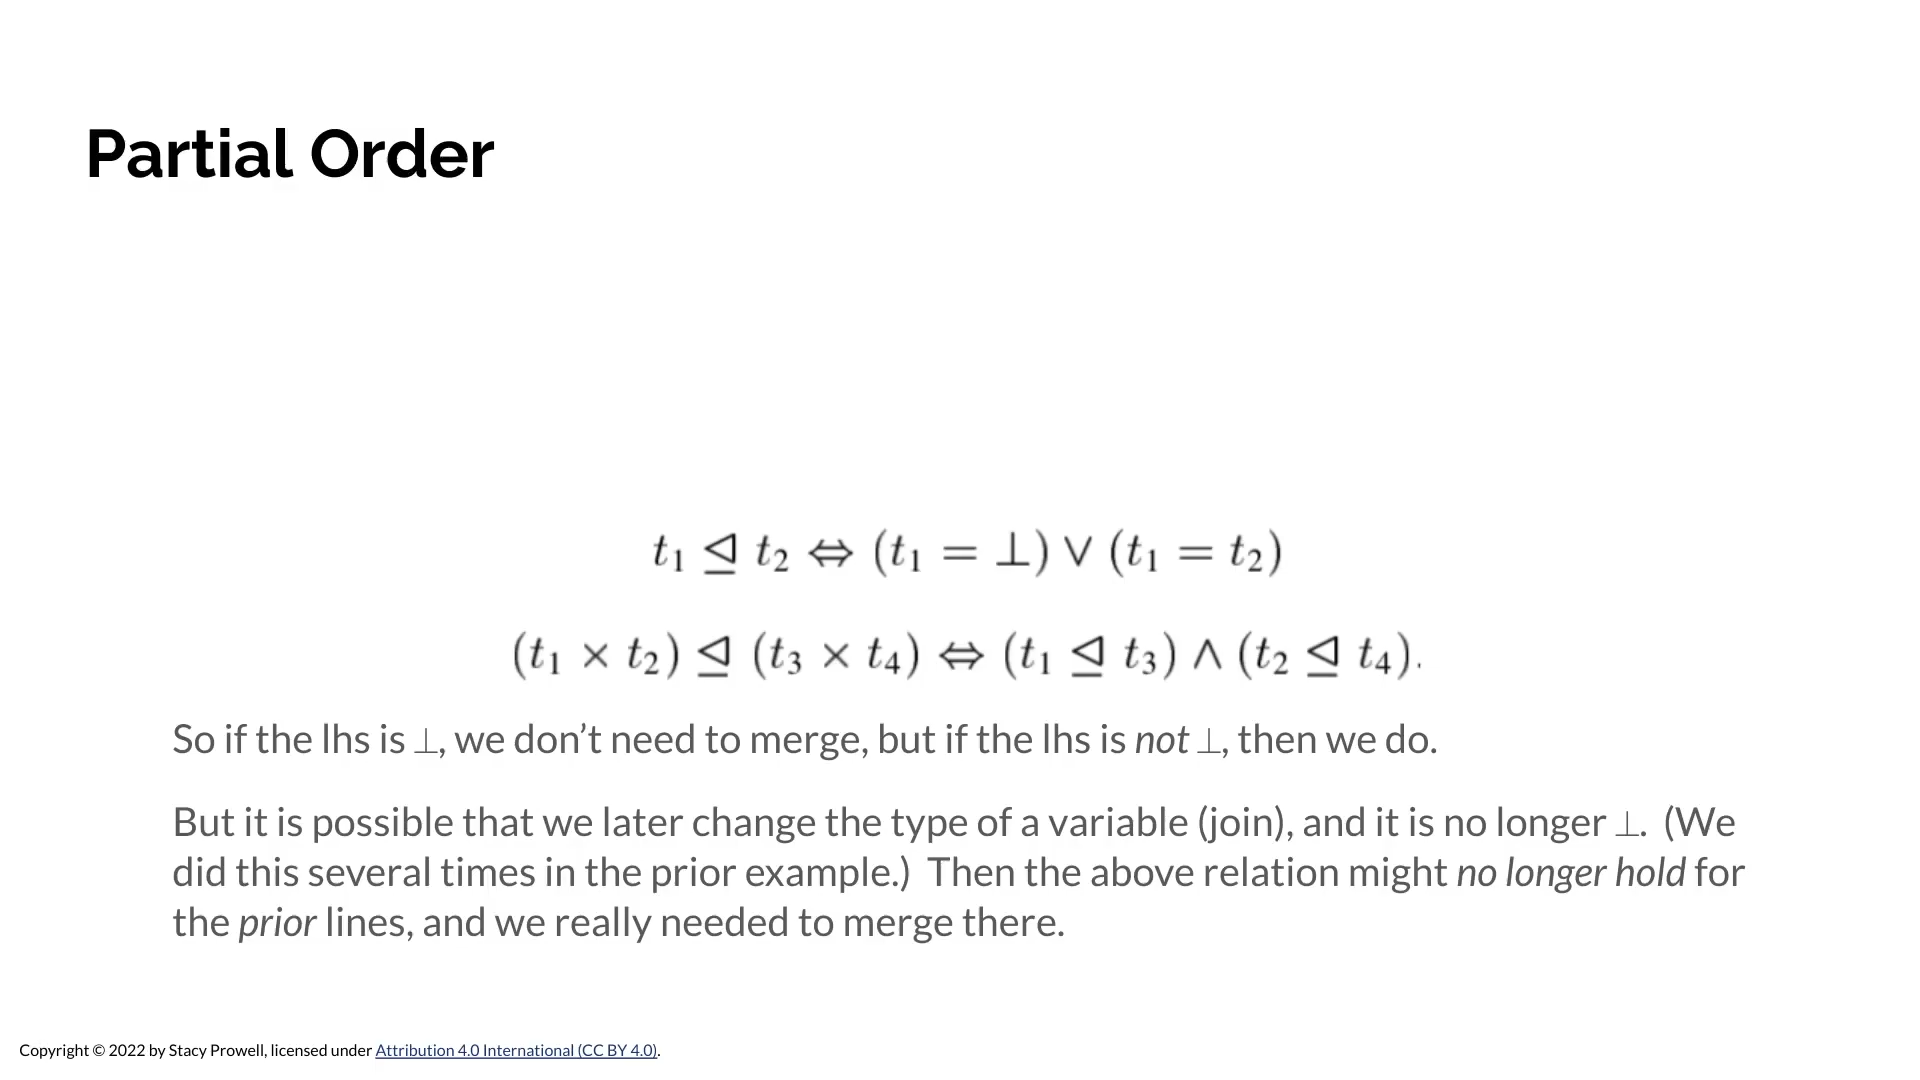 Partial Order
t₁ ⊴ t₂ ⇔ (t₁ = ⊥) ∨ (t₁ = t₂)
(t₁ × t₂) ⊴ (t₃ × t₄) ⇔ (t₁ ⊴ t₃) ∧ (t₂ ⊴ t₄).
So if the lhs is ⊥, we don’t need to merge, but if the lhs is not ⊥, then we do.
But it is possible that we later change the type of a variable (join), and it is no longer ⊥.  (We
did this several times in the prior example.)  Then the above relation might no longer hold for
the prior lines, and we really needed to merge there.
Copyright © 2022 by Stacy Prowell, licensed under Attribution 4.0 International (CC BY 4.0).